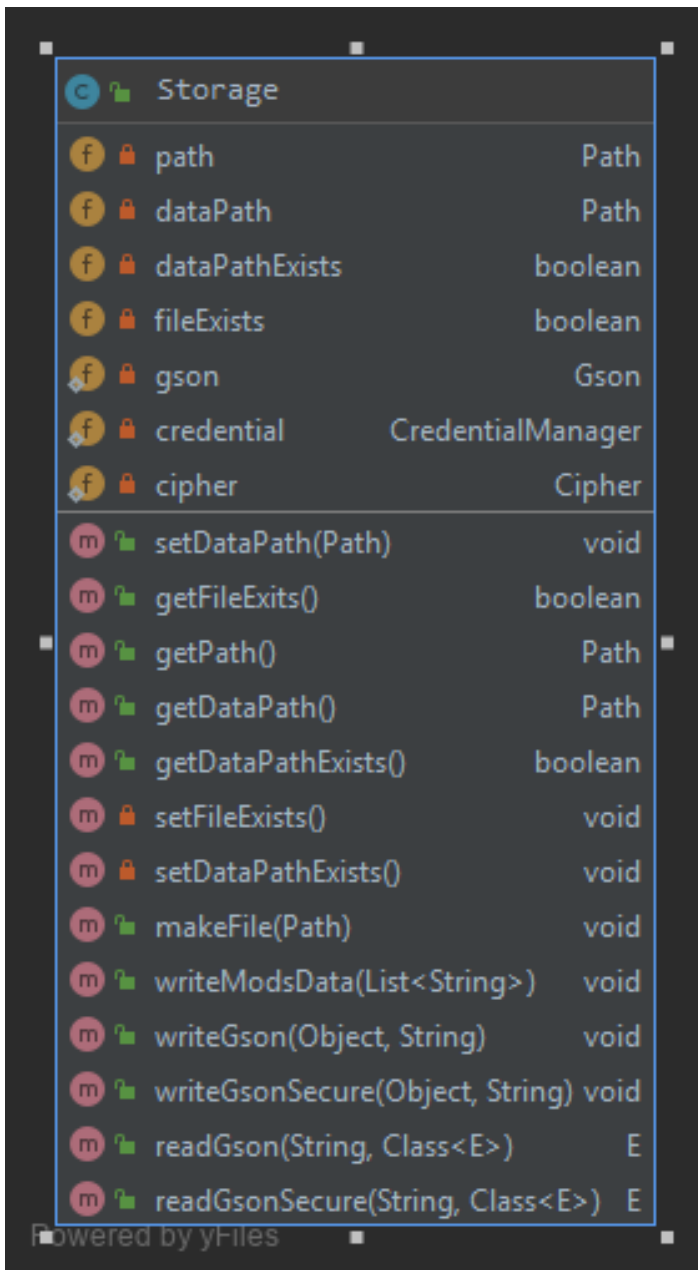 Storage
path Path
dataPath Path
dataPathExists boolean
fileExists boolean
gson Gson
credential CredentialManager
cipher Cipher
setDataPath(Path) void
getFileExits() boolean
getPath() Path
getDataPath() Path
getDataPathExists() boolean
setFileExists() void
setDataPathExists() void
makeFile(Path) void
writeModsData(List<String>) void
writeGson(Object, String) void
writeGsonSecure(Object, String) void
readGson(String, Class<E>) E
readGsonSecure(String, Class<E>) E
Powered by yFiles